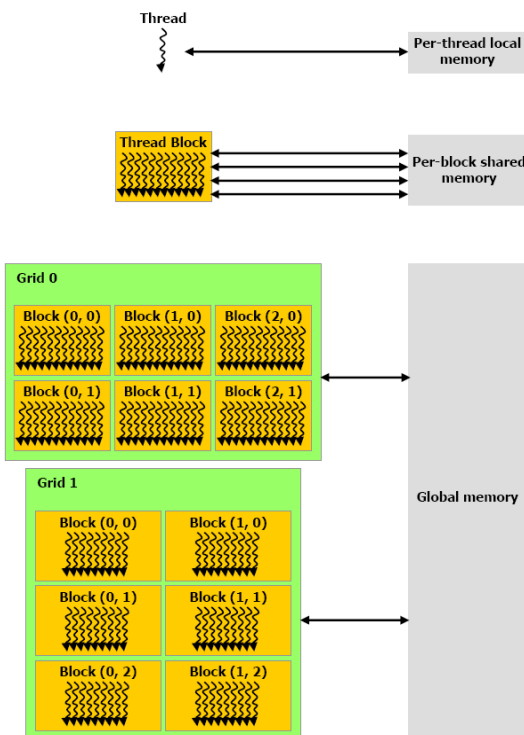 Thread
Per-thread local
memory
Thread Block
Per-block shared
memory
Grid 0
Block (0, 0) Block (1, 0) Block (2, 0)
Block (0, 1) Block (1, 1) Block (2, 1)
Grid 1
Global memory
Block (0, 0) Block (1, 0)
Block (0, 1) Block (1, 1)
Block (0, 2) Block (1, 2)